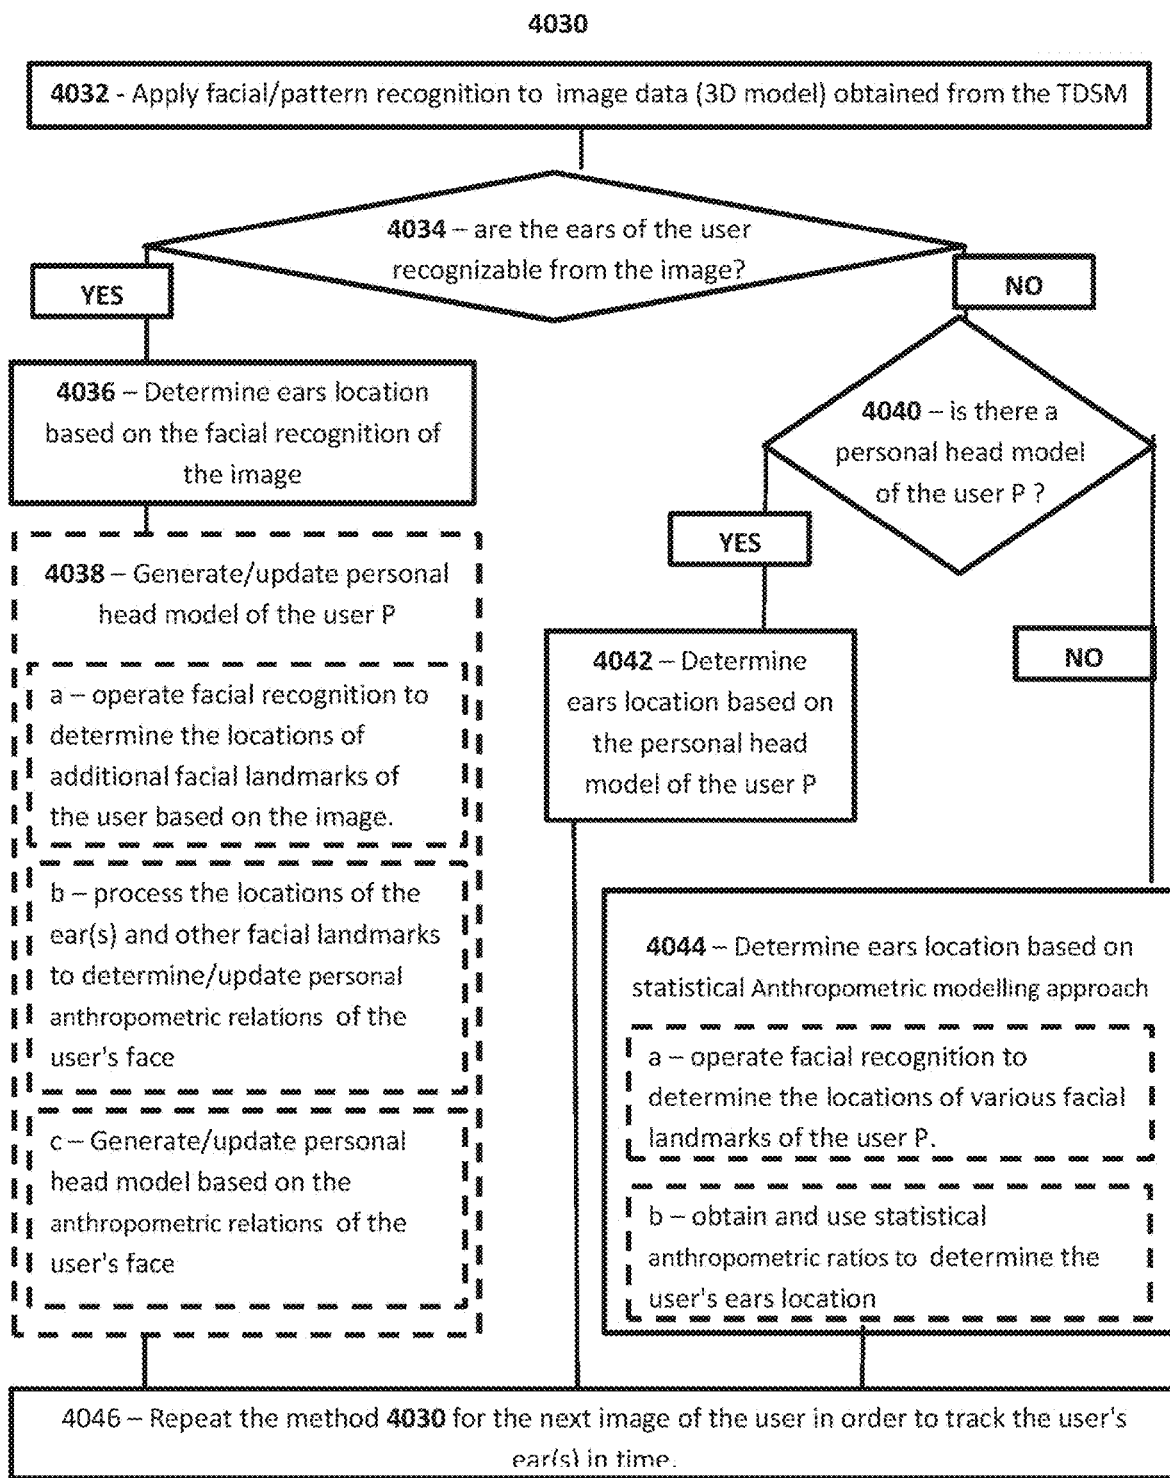 4030
4032 - Apply facial/pattern recognition to image data (3D model) obtained from the TDSM
4034 – are the ears of the user
recognizable from the image?
YES
NO
4036 – Determine ears location
based on the facial recognition of
the image
4040 – is there a
personal head model
of the user P ?
YES
4038 – Generate/update personal
head model of the user P
NO
4042 – Determine
ears location based on
the personal head
model of the user P
a – operate facial recognition to
determine the locations of
additional facial landmarks of
the user based on the image.
b – process the locations of the
ear(s) and other facial landmarks
to determine/update personal
anthropometric relations of the
user's face
c – Generate/update personal
head model based on the
anthropometric relations of the
user's face
4044 – Determine ears location based on
statistical Anthropometric modelling approach
a – operate facial recognition to
determine the locations of various facial
landmarks of the user P.
b – obtain and use statistical
anthropometric ratios to determine the
user's ears location
4046 – Repeat the method 4030 for the next image of the user in order to track the user's
ear(s) in time.